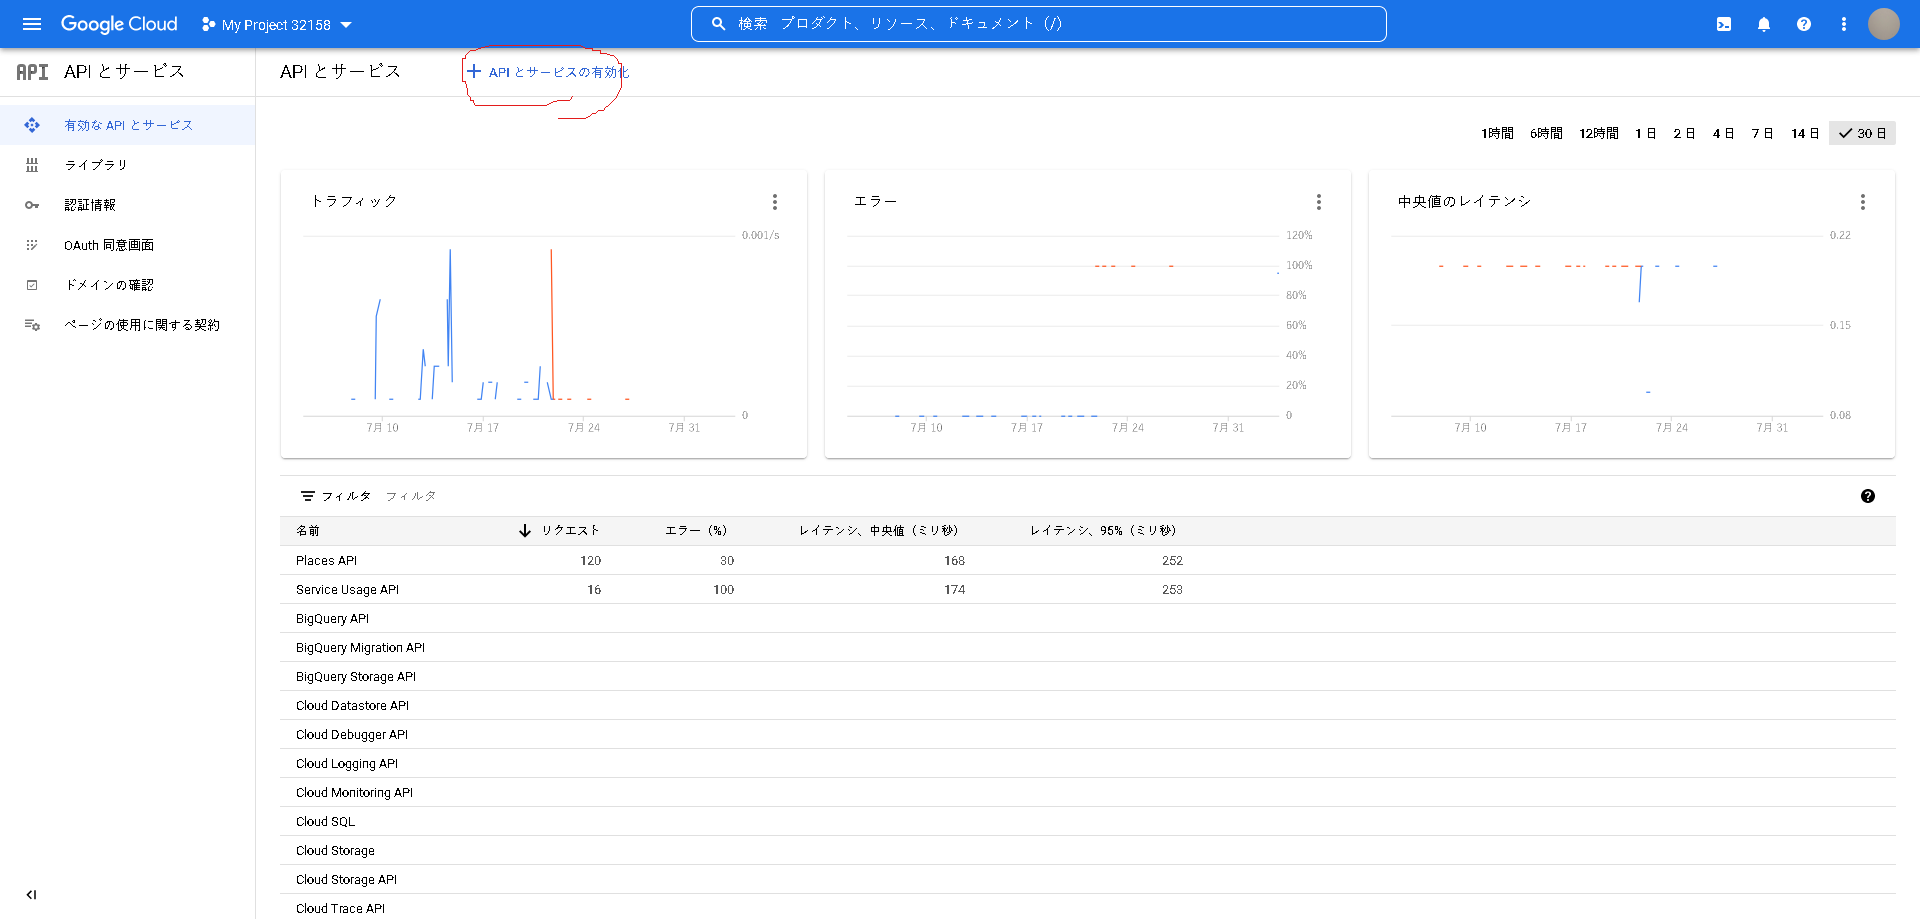 Google Cloud
My Project 32158
検索 プロダクト、リソース、ドキュメント (/)
API API とサービス
API とサービス
+ API とサービスの有効化
有効な API とサービス
ライブラリ
認証情報
OAuth 同意画面
ドメインの確認
ページの使用に関する契約
1時間 6時間 12時間 1 日 2 日 4 日 7 日 14 日 30 日
トラフィック
0.001/s
0
7月 10 7月 17 7月 24 7月 31
エラー
120%
100%
80%
60%
40%
20%
0
7月 10 7月 17 7月 24 7月 31
中央値のレイテンシ
0.22
0.15
0.08
7月 10 7月 17 7月 24 7月 31
フィルタ フィルタ
名前 リクエスト エラー (%) レイテンシ、中央値 (ミリ秒) レイテンシ、95% (ミリ秒)
Places API 120 30 168 252
Service Usage API 16 100 174 253
BigQuery API
BigQuery Migration API
BigQuery Storage API
Cloud Datastore API
Cloud Debugger API
Cloud Logging API
Cloud Monitoring API
Cloud SQL
Cloud Storage
Cloud Storage API
Cloud Trace API